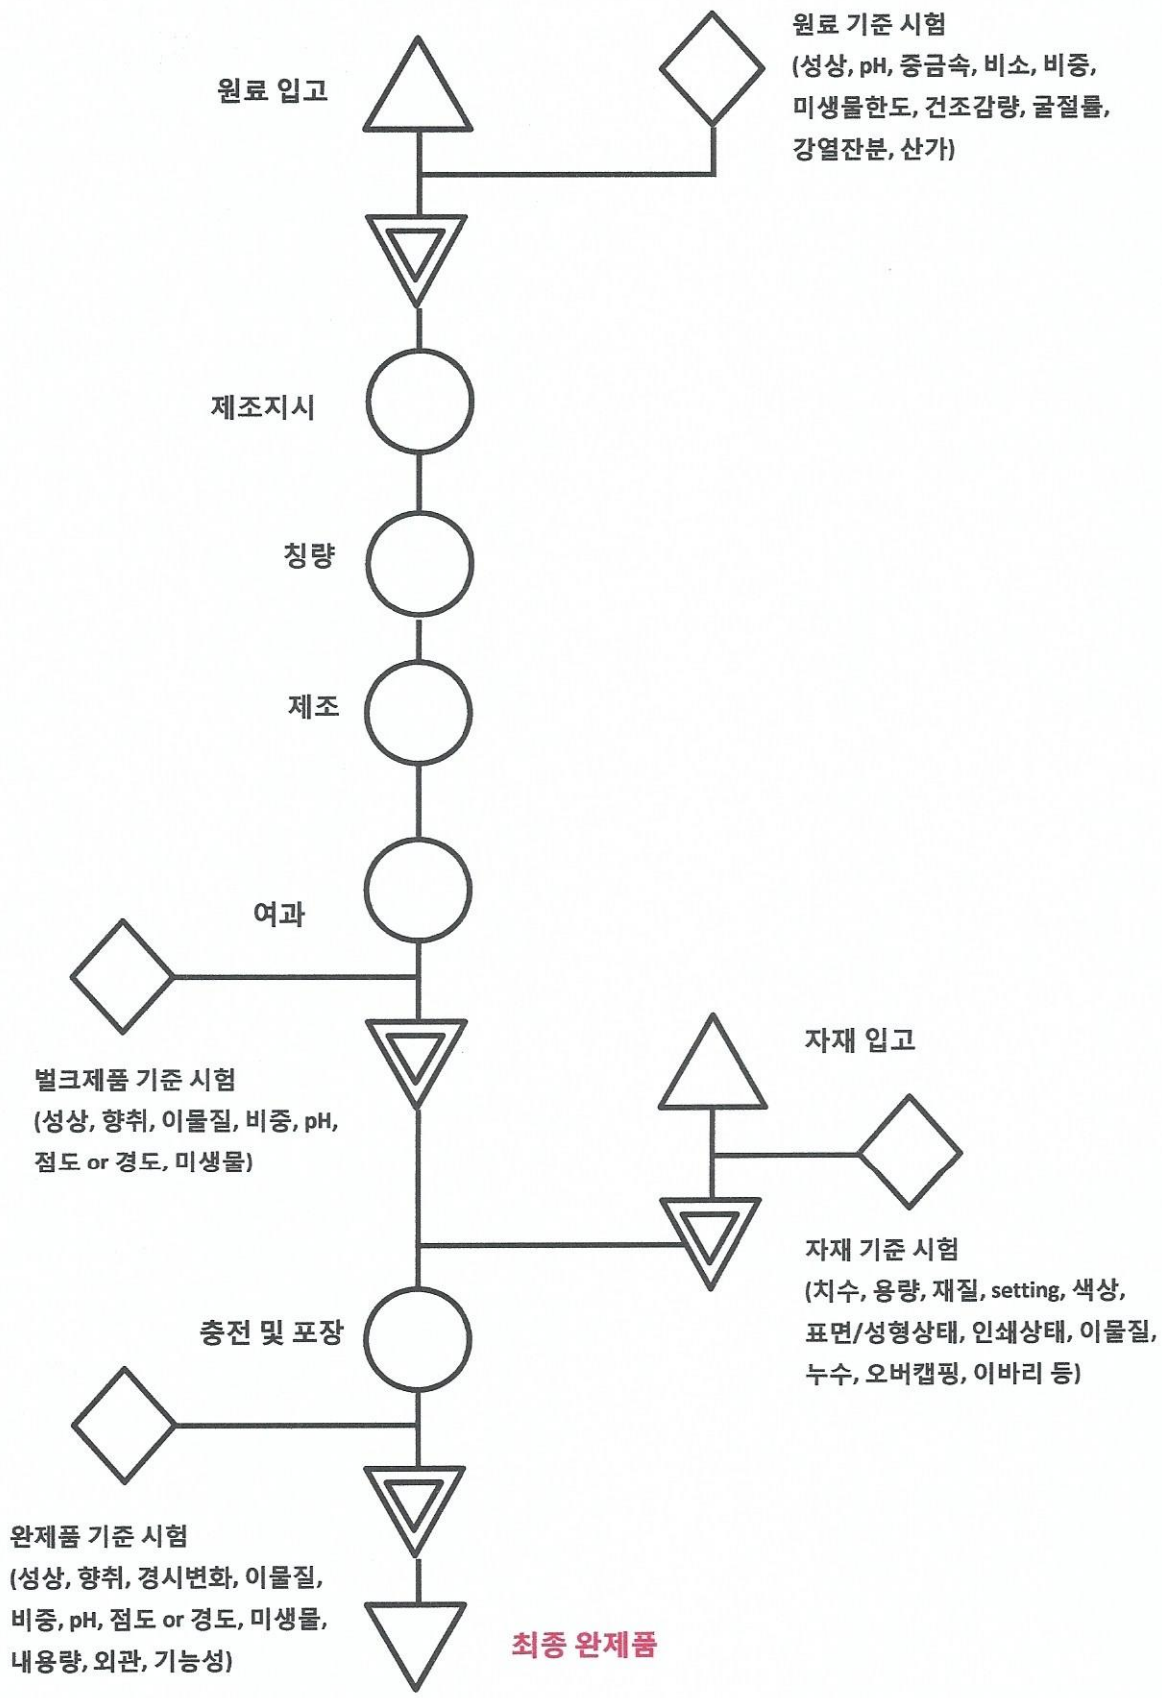 원료 입고
원료 기준 시험
(성상, pH, 중금속, 비소, 비중,
미생물한도, 건조감량, 굴절률,
강열잔분, 산가)
제조지시
칭량
제조
여과
벌크제품 기준 시험
(성상, 향취, 이물질, 비중, pH,
점도 or 경도, 미생물)
자재 입고
자재 기준 시험
(치수, 용량, 재질, setting, 색상,
표면/성형상태, 인쇄상태, 이물질,
누수, 오버캡핑, 이바리 등)
충전 및 포장
완제품 기준 시험
(성상, 향취, 경시변화, 이물질,
비중, pH, 점도 or 경도, 미생물,
내용량, 외관, 기능성)
최종 완제품